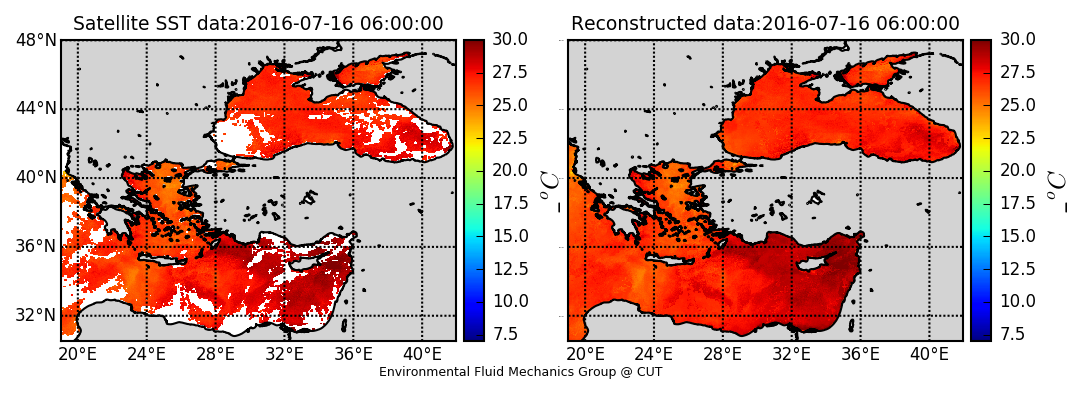 Satellite SST data:2016-07-16 06:00:00
Reconstructed data:2016-07-16 06:00:00
48°N
44°N
40°N
36°N
32°N
20°E 24°E 28°E 32°E 36°E 40°E
30.0
27.5
25.0
22.5
20.0
17.5
15.0
12.5
10.0
7.5
_°C
20°E 24°E 28°E 32°E 36°E 40°E
30.0
27.5
25.0
22.5
20.0
17.5
15.0
12.5
10.0
7.5
_°C
Environmental Fluid Mechanics Group @ CUT